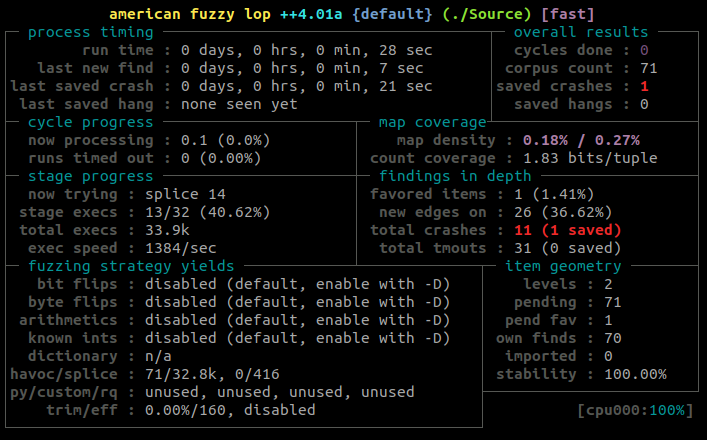 american fuzzy lop ++4.01a {default} (./Source) [fast]
process timing overall results
run time : 0 days, 0 hrs, 0 min, 28 sec cycles done : 0
last new find : 0 days, 0 hrs, 0 min, 7 sec corpus count : 71
last saved crash : 0 days, 0 hrs, 0 min, 21 sec saved crashes : 1
last saved hang : none seen yet saved hangs : 0
cycle progress map coverage
now processing : 0.1 (0.0%) map density : 0.18% / 0.27%
runs timed out : 0 (0.00%) count coverage : 1.83 bits/tuple
stage progress findings in depth
now trying : splice 14 favored items : 1 (1.41%)
stage execs : 13/32 (40.62%) new edges on : 26 (36.62%)
total execs : 33.9k total crashes : 11 (1 saved)
exec speed : 1384/sec total tmouts : 31 (0 saved)
fuzzing strategy yields item geometry
bit flips : disabled (default, enable with -D) levels : 2
byte flips : disabled (default, enable with -D) pending : 71
arithmetics : disabled (default, enable with -D) pend fav : 1
known ints : disabled (default, enable with -D) own finds : 70
dictionary : n/a imported : 0
havoc/splice : 71/32.8k, 0/416 stability : 100.00%
py/custom/rq : unused, unused, unused, unused
trim/eff : 0.00%/160, disabled [cpu000:100%]